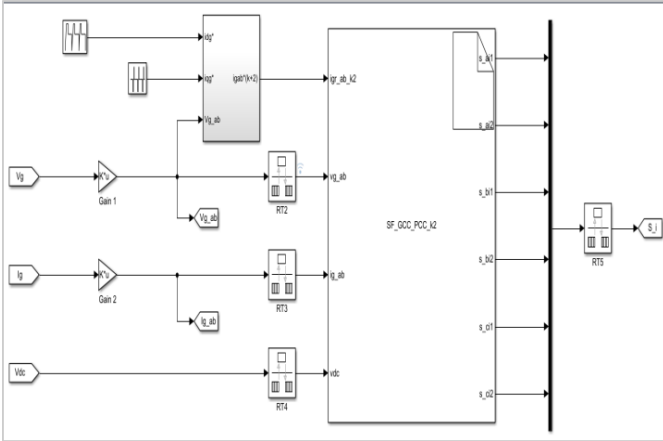 idg*
iqg*
Vg_ab
igab*(k+2)
igr_ab_k2
s_ai1
s_ai2
Vg
K*u
Gain 1
Vg_ab
RT2
vg_ab
s_bi1
SF_GCC_PCC_k2
S_i
RT5
s_bi2
Ig
K*u
Gain 2
Ig_ab
RT3
ig_ab
s_ci1
Vdc
RT4
vdc
s_ci2